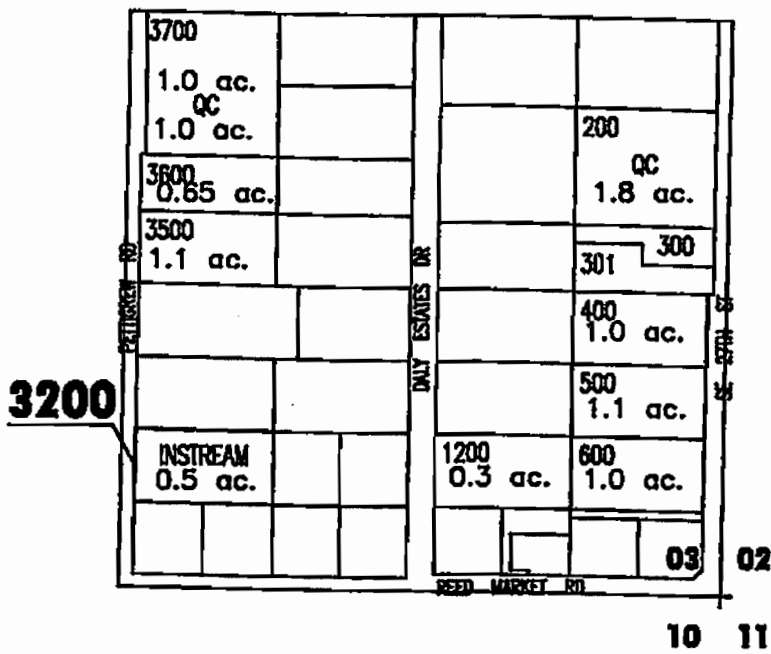 3700
1.0 ac.
QC
1.0 ac.
3600
0.65 ac.
3500
1.1 ac.
PETTIGREW RD
3200
INSTREAM
0.5 ac.
DALY ESTATES DR
200
QC
1.8 ac.
300
301
400
1.0 ac.
500
1.1 ac.
600
1.0 ac.
1200
0.3 ac.
SE 27TH ST
REED MARKET RD
03 02
10 11